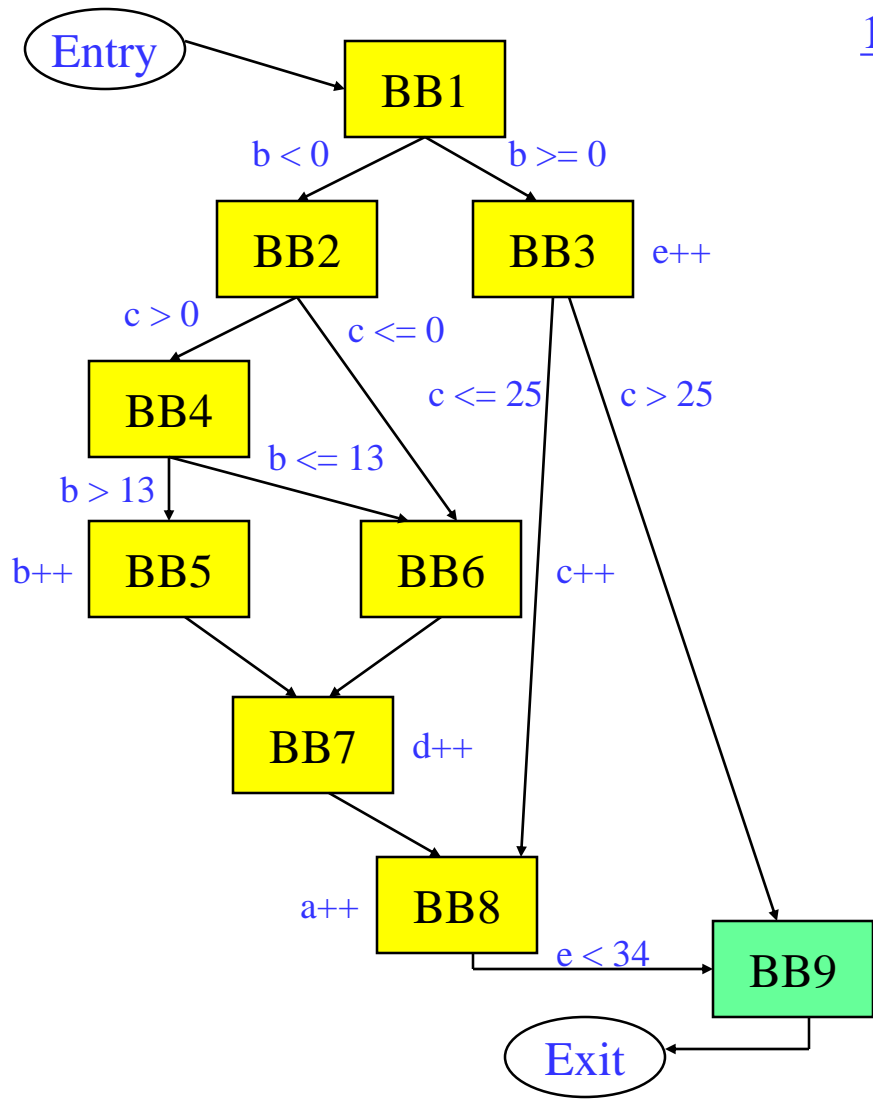 1
Entry
BB1
b < 0
b >= 0
BB2
BB3
e++
c > 0
c <= 0
BB4
c <= 25
c > 25
b <= 13
b > 13
b++
BB5
BB6
c++
BB7
d++
a++
BB8
e < 34
BB9
Exit